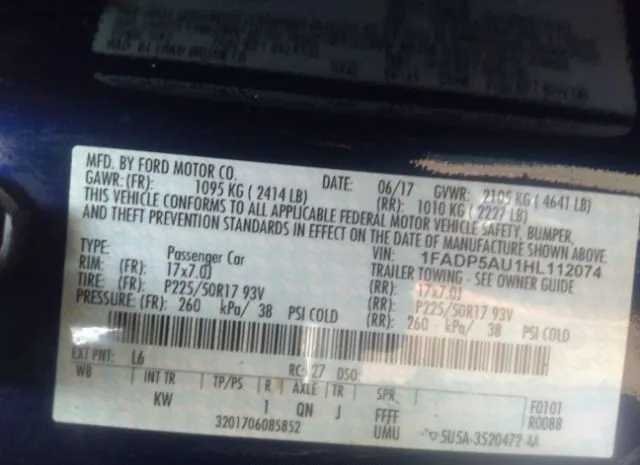 MFD. BY FORD MOTOR CO.
DATE: 06/17 GVWR: 2105 KG ( 4641 LB)
GAWR: (FR): 1095 KG ( 2414 LB) (RR): 1010 KG ( 2227 LB)
THIS VEHICLE CONFORMS TO ALL APPLICABLE FEDERAL MOTOR VEHICLE SAFETY, BUMPER,
AND THEFT PREVENTION STANDARDS IN EFFECT ON THE DATE OF MANUFACTURE SHOWN ABOVE.
VIN: 1FADP5AU1HL112074
TYPE: Passenger Car TRAILER TOWING - SEE OWNER GUIDE
RIM: (FR): 17x7.0J (RR): 17x7.0J
TIRE: (FR): P225/50R17 93V (RR): P225/50R17 93V
PRESSURE: (FR): 260 kPa/ 38 PSI COLD (RR): 260 kPa/ 38 PSI COLD
EXT PNT: L6 RC: 27 DSO:
WB INT TR TP/PS R AXLE TR SPR F0101
KW 1 QN J FFFF R0088
3201706085852 UMU 5U5A-3520472 AA